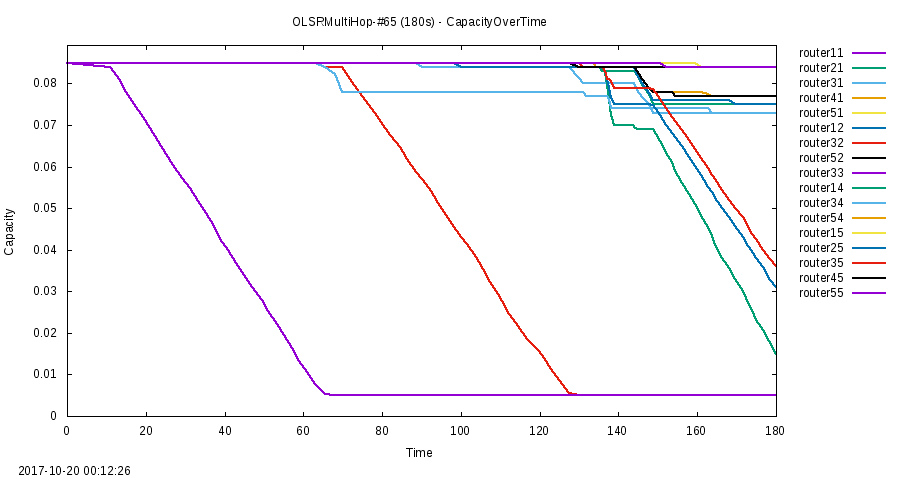 OLSRMultiHop-#65 (180s) - CapacityOverTime
Capacity
0.08
0.07
0.06
0.05
0.04
0.03
0.02
0.01
0
0 20 40 60 80 100 120 140 160 180
Time
router11
router21
router31
router41
router51
router12
router32
router52
router33
router14
router34
router54
router15
router25
router35
router45
router55
2017-10-20 00:12:26